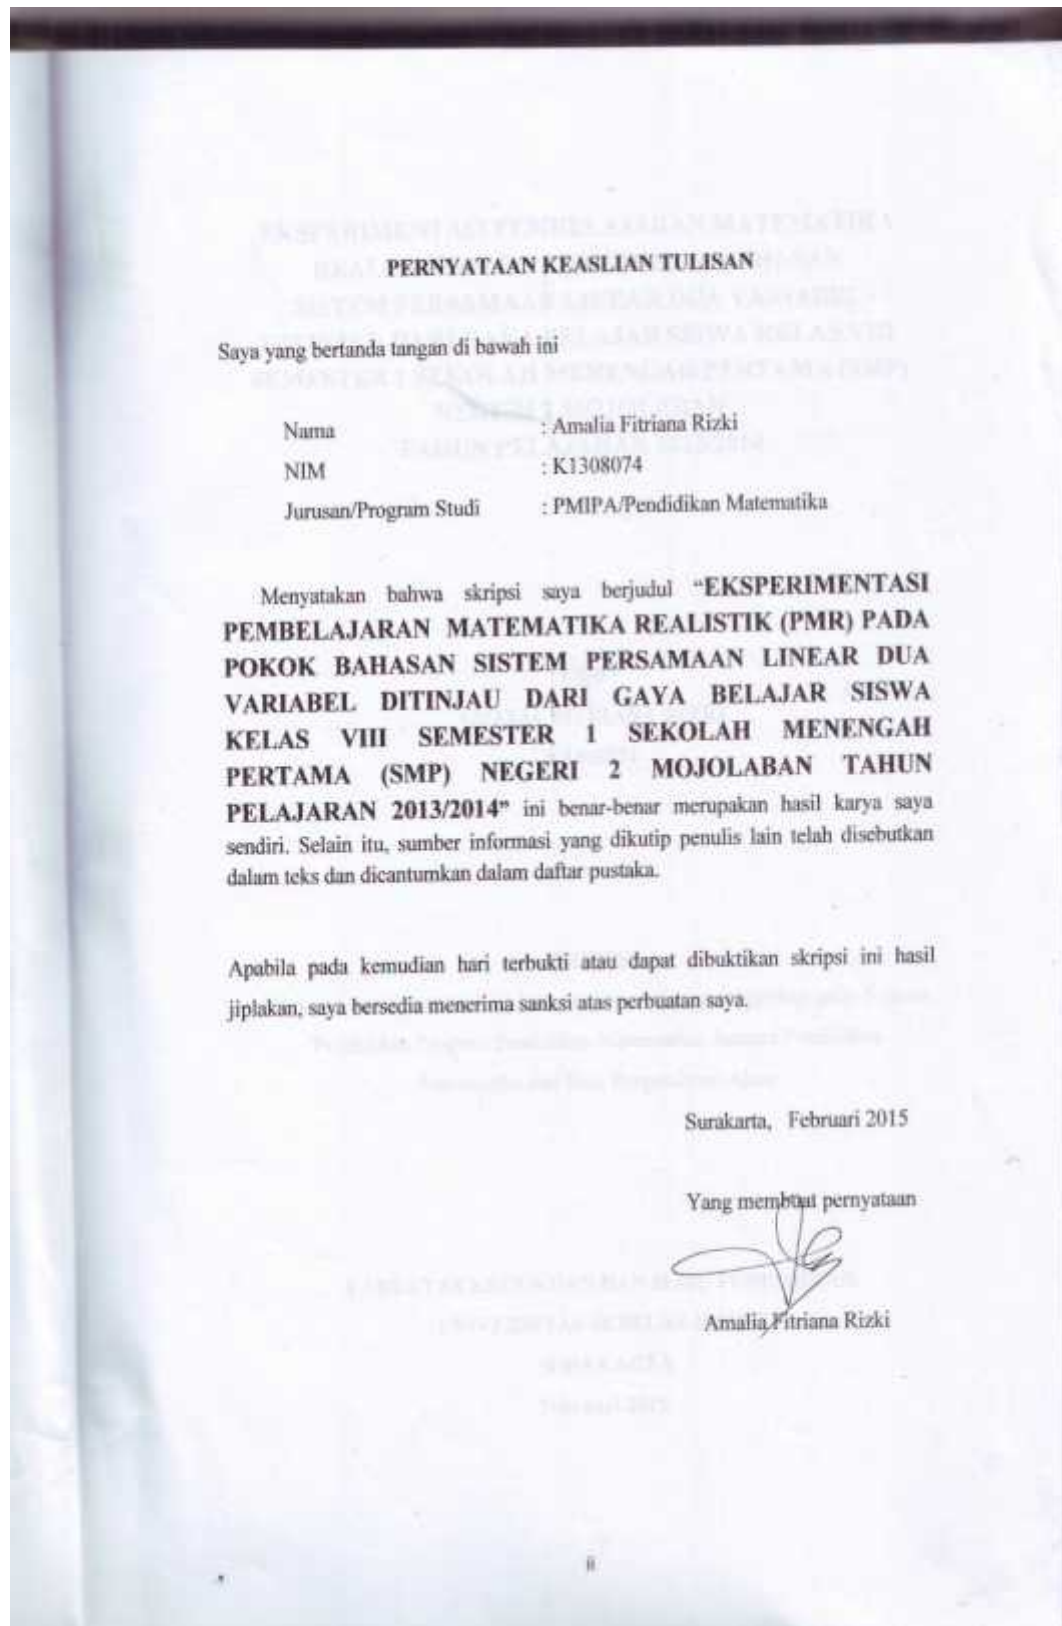 PERNYATAAN KEASLIAN TULISAN
Saya yang bertanda tangan di bawah ini
Nama : Amalia Fitriana Rizki
NIM : K1308074
Jurusan/Program Studi : PMIPA/Pendidikan Matematika
Menyatakan bahwa skripsi saya berjudul “EKSPERIMENTASI
PEMBELAJARAN MATEMATIKA REALISTIK (PMR) PADA
POKOK BAHASAN SISTEM PERSAMAAN LINEAR DUA
VARIABEL DITINJAU DARI GAYA BELAJAR SISWA
KELAS VIII SEMESTER 1 SEKOLAH MENENGAH
PERTAMA (SMP) NEGERI 2 MOJOLABAN TAHUN
PELAJARAN 2013/2014” ini benar-benar merupakan hasil karya saya
sendiri. Selain itu, sumber informasi yang dikutip penulis lain telah disebutkan
dalam teks dan dicantumkan dalam daftar pustaka.
Apabila pada kemudian hari terbukti atau dapat dibuktikan skripsi ini hasil
jiplakan, saya bersedia menerima sanksi atas perbuatan saya.
Surakarta, Februari 2015
Yang membuat pernyataan
Amalia Fitriana Rizki
ii